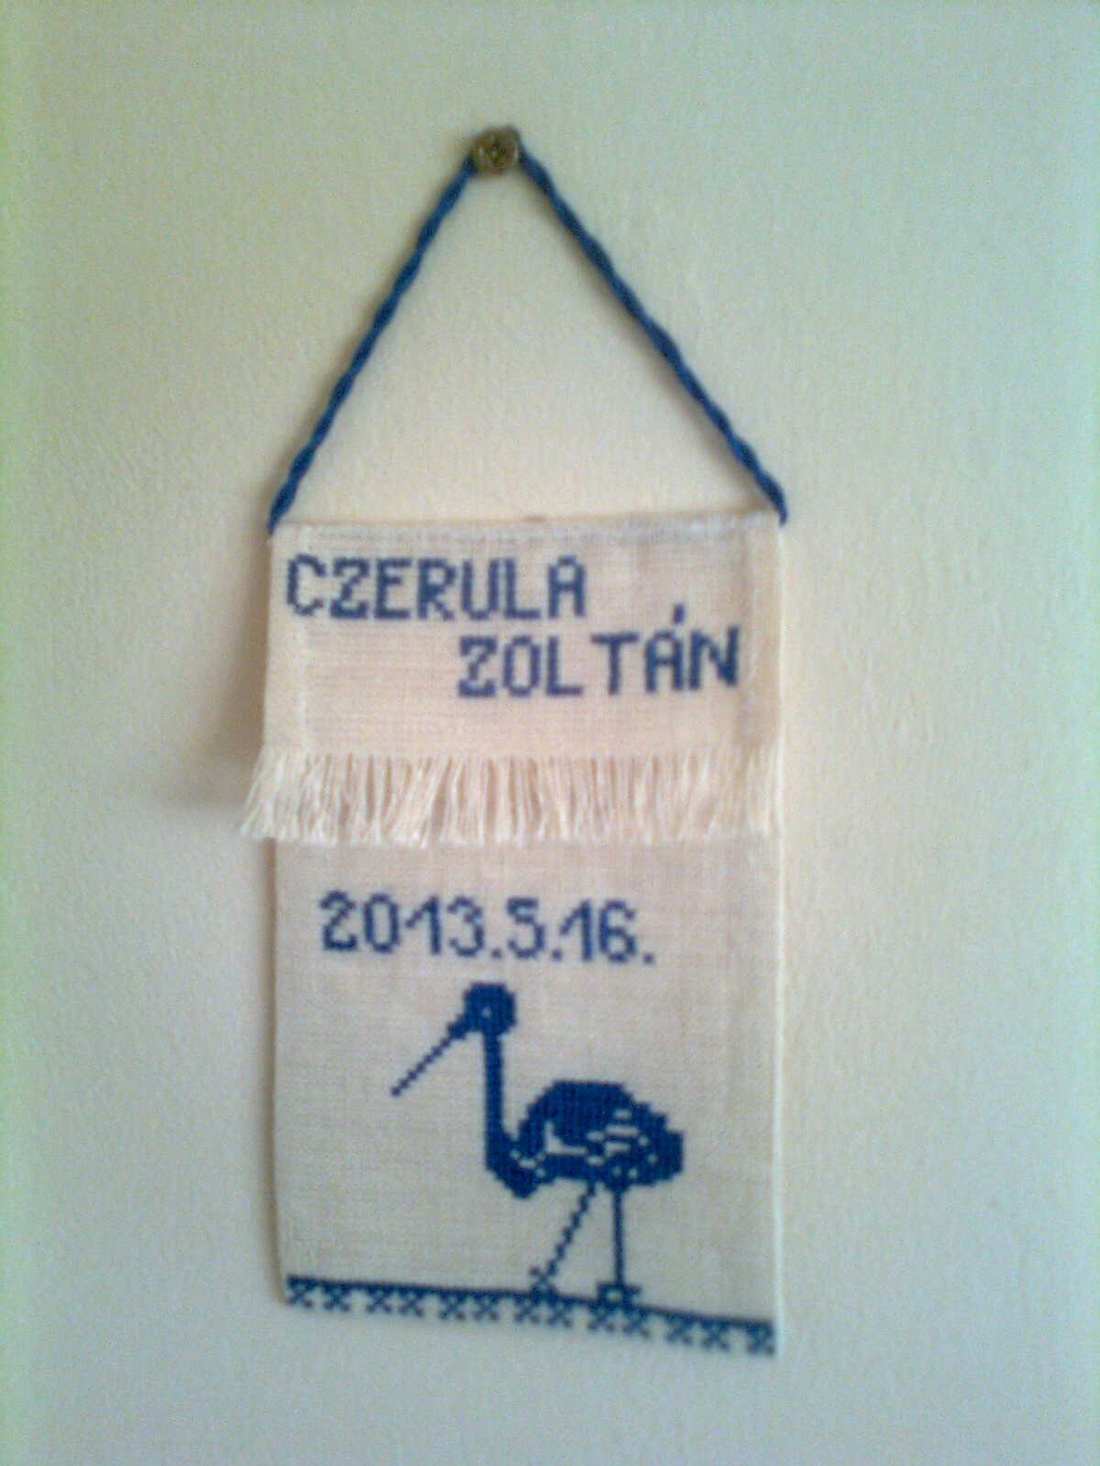 CZERULA
ZOLTÁN
2013.5.16.